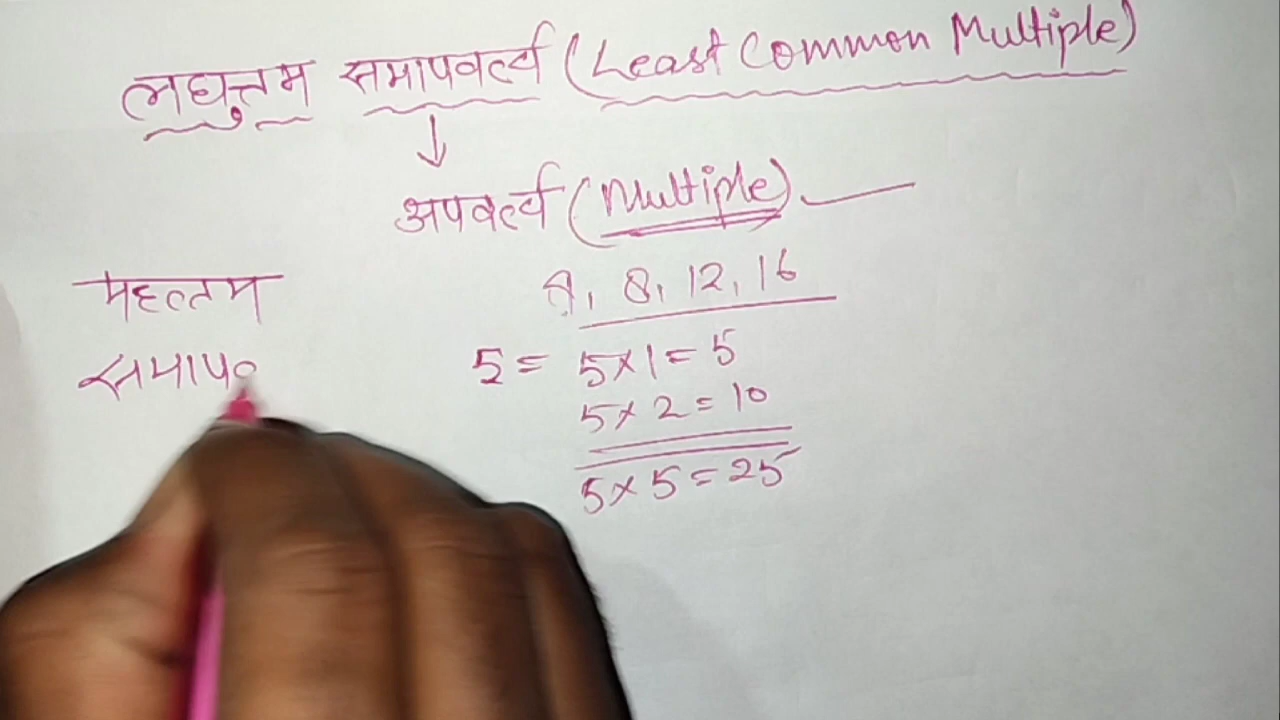 लघुत्तम समापवर्त्य (Least Common Multiple)
↓
अपवर्त्य (Multiple)
8, 12, 16
महत्तम
5 = 5×1=5
5×2=10
5×5=25